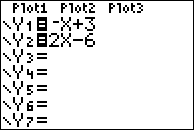 Plot1 Plot2 Plot3
\Y₁=-X+3
\Y₂=2X-6
\Y₃=
\Y₄=
\Y₅=
\Y₆=
\Y₇=